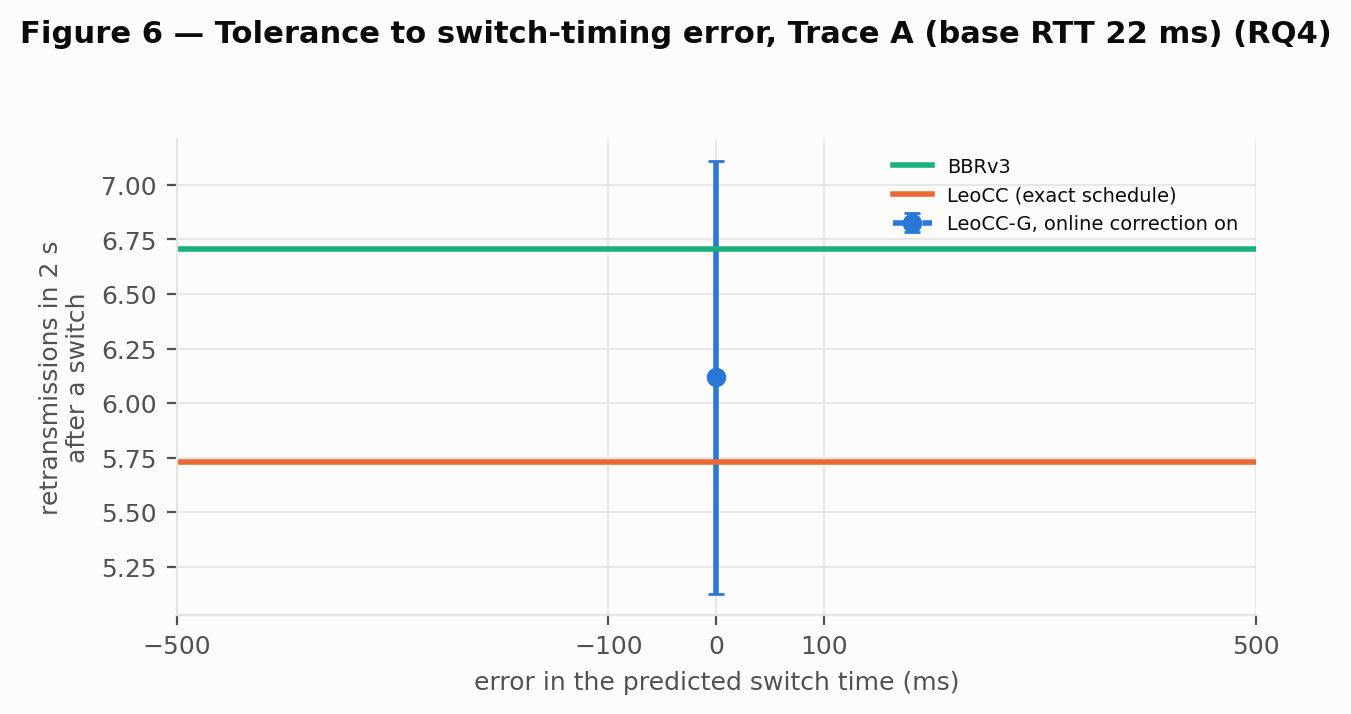 Figure 6 — Tolerance to switch-timing error, Trace A (base RTT 22 ms) (RQ4)
BBRv3
LeoCC (exact schedule)
LeoCC-G, online correction on
7.00
6.75
6.50
6.25
6.00
5.75
5.50
5.25
retransmissions in 2 s
after a switch
−500
−100
0
100
500
error in the predicted switch time (ms)